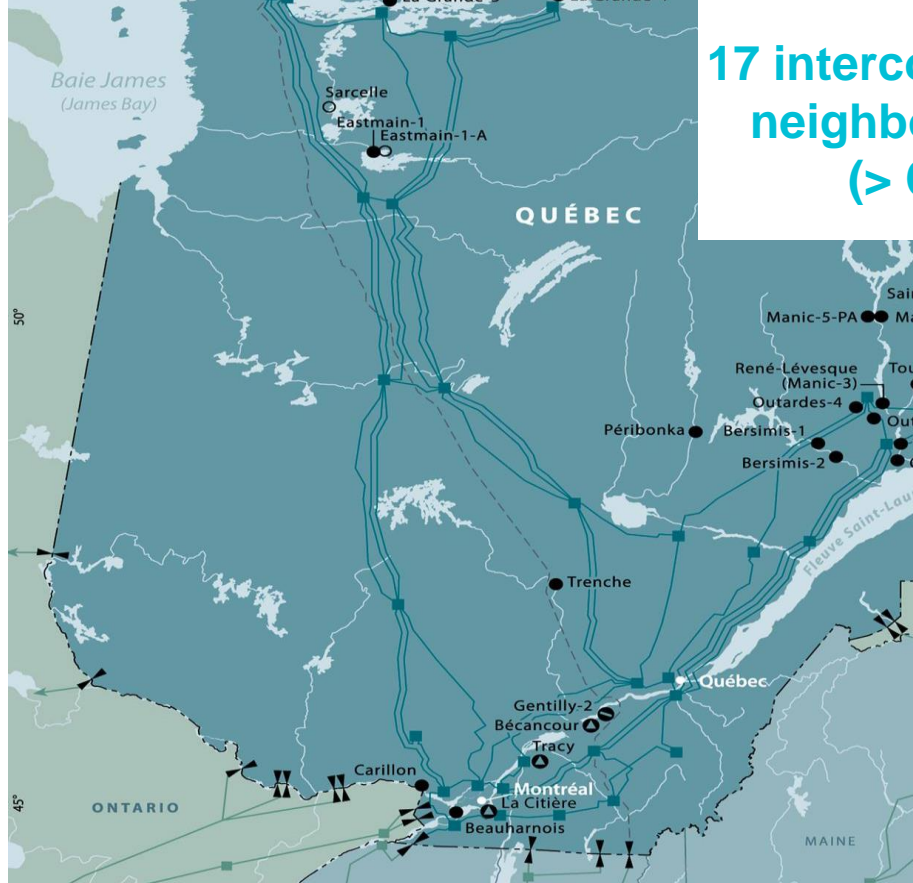 17 interco
neighbo
(>
Baie James
(James Bay)
Sarcelle
Eastmain-1
Eastmain-1-A
QUÉBEC
50°
Manic-5-PA
René-Lévesque
(Manic-3)
Outardes-4
Péribonka
Bersimis-1
Bersimis-2
Fleuve Saint-Lau
Trenche
Québec
Gentilly-2
Bécancour
Tracy
Carillon
Montréal
La Citière
Beauharnois
45°
ONTARIO
MAINE